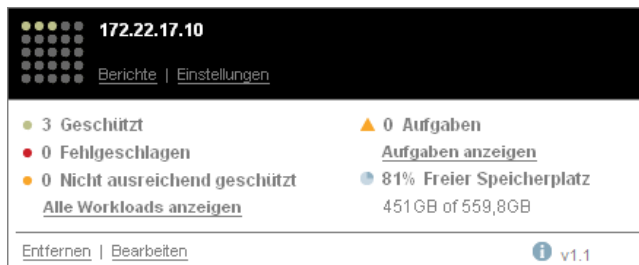 172.22.17.10
Berichte | Einstellungen
3 Geschützt
0 Fehlgeschlagen
0 Nicht ausreichend geschützt
Alle Workloads anzeigen
0 Aufgaben
Aufgaben anzeigen
81% Freier Speicherplatz
451GB of 559,8GB
Entfernen | Bearbeiten
i v1.1